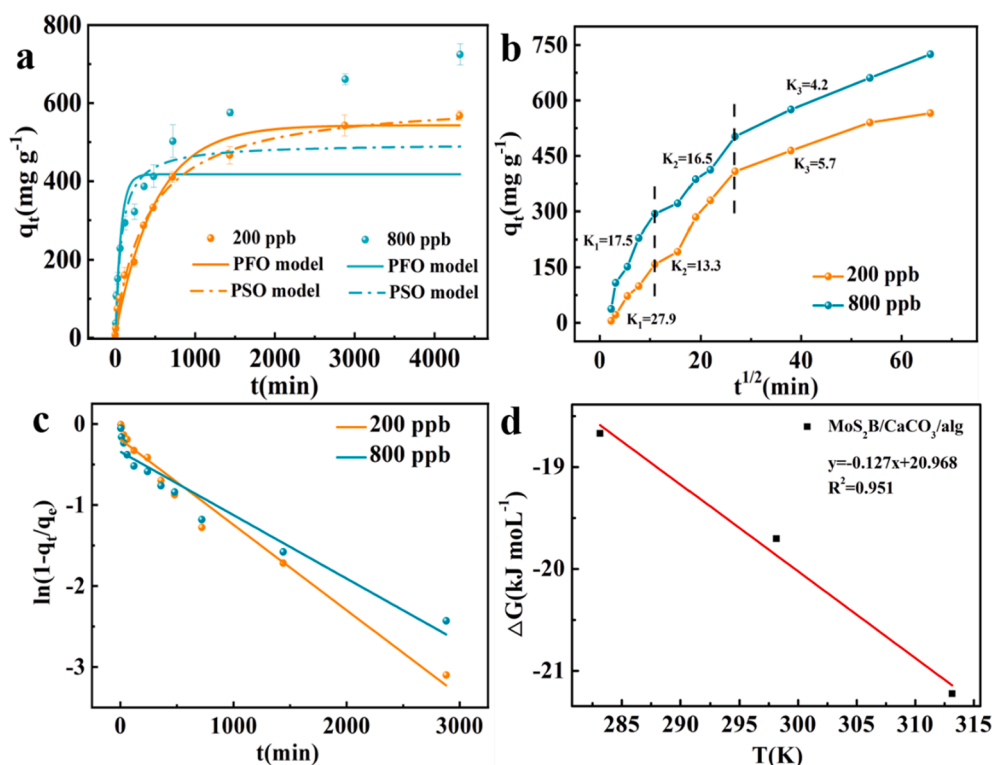 a
800
600
400
200
0
qt(mg g-1)
200 ppb
800 ppb
PFO model
PFO model
PSO model
PSO model
0
1000
2000
3000
4000
t(min)
b
750
600
450
300
150
0
qt(mg g-1)
K3=4.2
K2=16.5
K3=5.7
K1=17.5
K2=13.3
K1=27.9
200 ppb
800 ppb
0
20
40
60
t1/2(min)
c
-0
-1
-2
-3
ln(1-qt/qe)
200 ppb
800 ppb
0
1000
2000
3000
t(min)
d
-19
-20
-21
△G(kJ moL-1)
MoS2B/CaCO3/alg
y=-0.127x+20.968
R2=0.951
285
290
295
300
305
310
315
T(K)